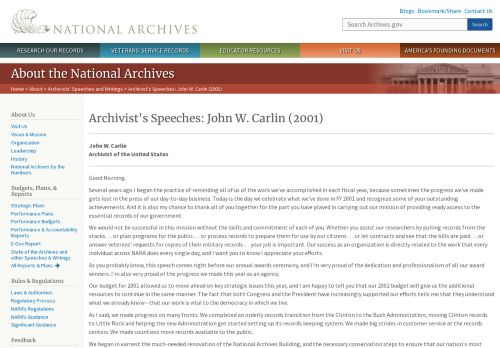 Blogs · Bookmark/Share · Contact Us
NATIONAL ARCHIVES
Search Archives.gov
Search
RESEARCH OUR RECORDS
VETERANS' SERVICE RECORDS
EDUCATOR RESOURCES
VISIT US
AMERICA'S FOUNDING DOCUMENTS
About the National Archives
Home > About > Archivists' Speeches and Writings > Archivist's Speeches: John W. Carlin (2001)
About Us
Visit Us
Vision & Mission
Organization
Leadership
History
National Archives by the
Numbers
Budgets, Plans, &
Reports
Strategic Plans
Performance Plans
Performance Budgets
Performance & Accountability
Reports
E-Gov Report
State of the Archives and
other Speeches & Writings
All Reports & Plans →
Rules & Regulations
Laws & Authorities
Regulatory Process
NARA's Regulations
NARA's Guidance
Significant Guidance
Feedback
Archivist's Speeches: John W. Carlin (2001)
John W. Carlin
Archivist of the United States
Good Morning.
Several years ago I began the practice of reminding all of us of the work we've accomplished in each fiscal year, because sometimes the progress we've made
gets lost in the press of our day-to-day business. Today is the day we celebrate what we've done in FY 2001 and recognize some of your outstanding
achievements. And it is also my chance to thank all of you together for the part you have played in carrying out our mission of providing ready access to the
essential records of our government.
We would not be successful in this mission without the skills and commitment of each of you. Whether you assist our researchers by pulling records from the
stacks . . . or plan programs for the public . . . or process records to prepare them for use by our citizens . . . or let contracts and see that the bills are paid . . . or
answer veterans' requests for copies of their military records . . . your job is important. Our success as an organization is directly related to the work that every
individual across NARA does every single day, and I want you to know I appreciate your efforts.
As you probably know, this speech comes right before our annual awards ceremony, and I'm very proud of the dedication and professionalism of all our award
winners. I'm also very proud of the progress we made this year as an agency.
Our budget for 2001 allowed us to move ahead on key strategic issues this year, and I am happy to tell you that our 2002 budget will give us the additional
resources to continue in the same manner. The fact that both Congress and the President have increasingly supported our efforts tells me that they understand
what we already know—that our work is vital to the democracy in which we live.
As I said, we made progress on many fronts. We completed an orderly records transition from the Clinton to the Bush Administration, moving Clinton records
to Little Rock and helping the new Administration get started setting up its records keeping system. We made big strides in customer service at the records
centers. We made countless more records available to the public.
We began in earnest the much-needed renovation of the National Archives Building, and the necessary conservation steps to ensure that our nation's most